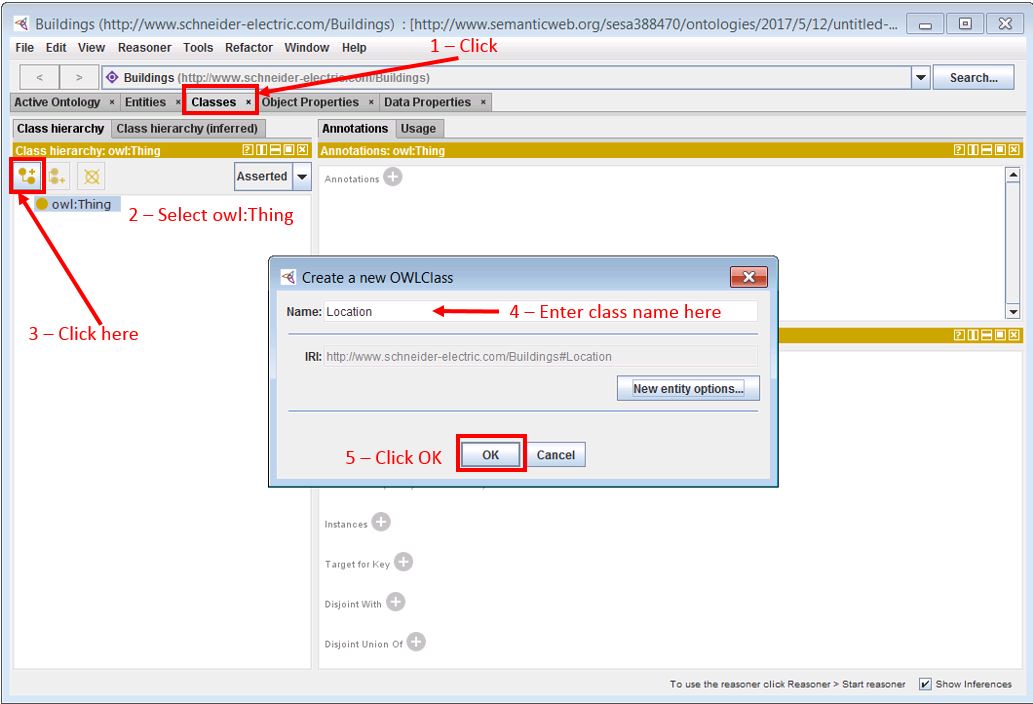 Buildings (http://www.schneider-electric.com/Buildings) : [http://www.semanticweb.org/sesa388470/ontologies/2017/5/12/untitled-...
File Edit View Reasoner Tools Refactor Window Help
1 – Click
< > Buildings (http://www.schneider-electric.com/Buildings) Search...
Active Ontology × Entities × Classes × Object Properties × Data Properties ×
Class hierarchy Class hierarchy (inferred) Annotations Usage
Class hierarchy: owl:Thing Annotations: owl:Thing
Asserted
Annotations
owl:Thing
2 – Select owl:Thing
Create a new OWLClass
Name: Location
4 – Enter class name here
3 – Click here
IRI: http://www.schneider-electric.com/Buildings#Location
New entity options...
5 – Click OK
OK Cancel
Instances
Target for Key
Disjoint With
Disjoint Union Of
To use the reasoner click Reasoner > Start reasoner Show Inferences